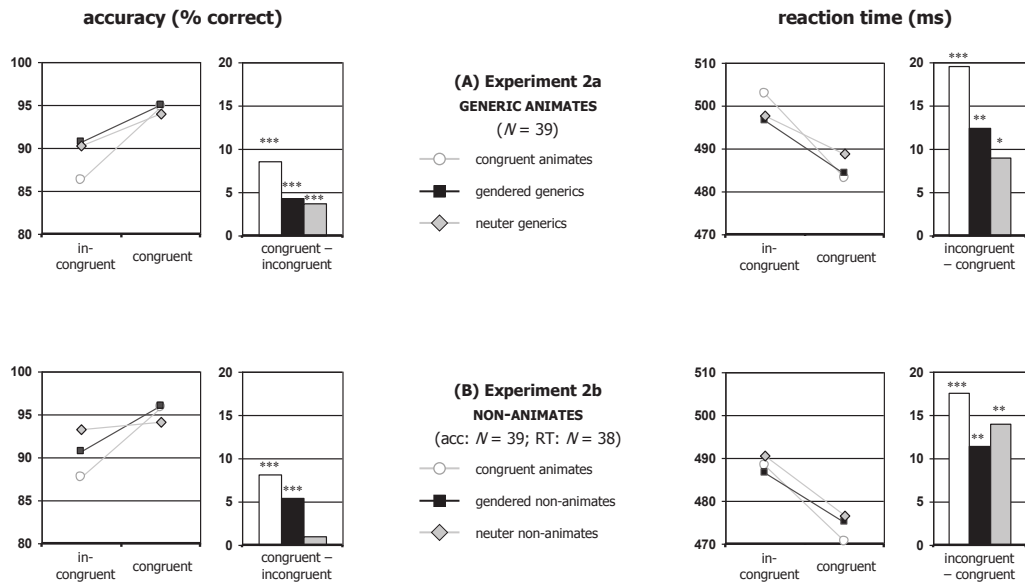 accuracy (% correct)
reaction time (ms)
100
95
90
85
80
in-
congruent
congruent
20
15
10
5
0
***
***
***
congruent –
incongruent
(A) Experiment 2a
GENERIC ANIMATES
(N = 39)
congruent animates
gendered generics
neuter generics
510
500
490
480
470
in-
congruent
congruent
20
15
10
5
0
***
**
*
incongruent
– congruent
100
95
90
85
80
in-
congruent
congruent
20
15
10
5
0
***
***
congruent –
incongruent
(B) Experiment 2b
NON-ANIMATES
(acc: N = 39; RT: N = 38)
congruent animates
gendered non-animates
neuter non-animates
510
500
490
480
470
in-
congruent
congruent
20
15
10
5
0
***
**
**
incongruent
– congruent